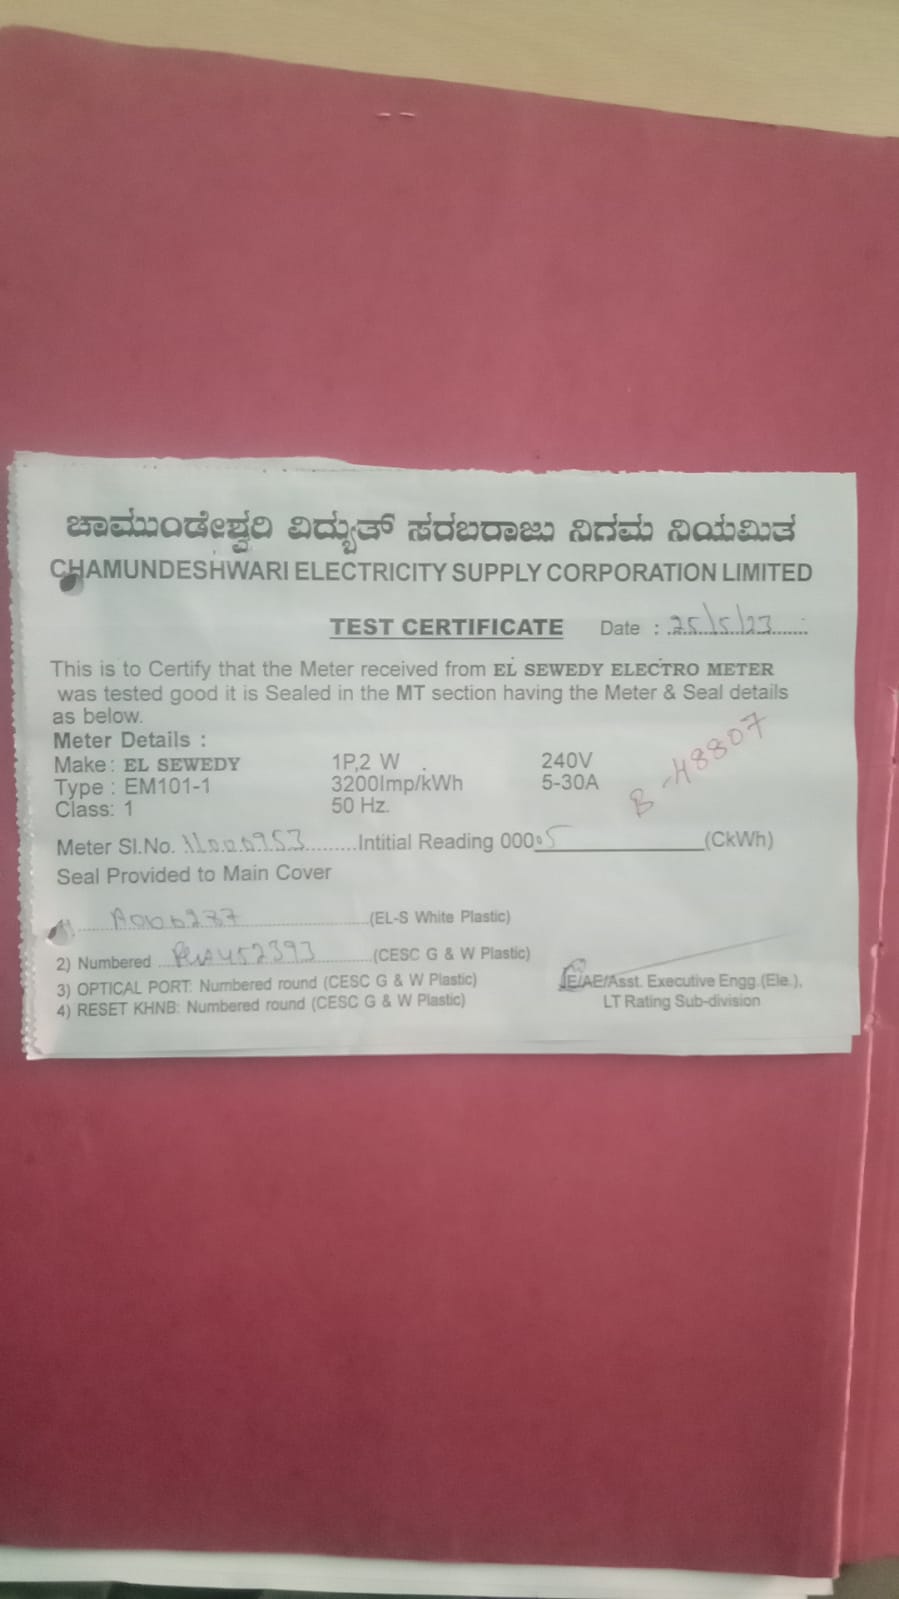 ಚಾಮುಂಡೇಶ್ವರಿ ವಿದ್ಯುತ್ ಸರಬರಾಜು ನಿಗಮ ನಿಯಮಿತ
CHAMUNDESHWARI ELECTRICITY SUPPLY CORPORATION LIMITED
TEST CERTIFICATE Date : 25/5/23
This is to Certify that the Meter received from EL SEWEDY ELECTRO METER
was tested good it is Sealed in the MT section having the Meter & Seal details
as below.
Meter Details :
Make : EL SEWEDY 1P,2 W . 240V
Type : EM101-1 3200Imp/kWh 5-30A
Class: 1 50 Hz.
B-48807
Meter Sl.No. Intitial Reading 00005 (CkWh)
Seal Provided to Main Cover
(EL-S White Plastic)
2) Numbered (CESC G & W Plastic)
3) OPTICAL PORT: Numbered round (CESC G & W Plastic)
4) RESET KHNB: Numbered round (CESC G & W Plastic)
JE/AE/Asst. Executive Engg.(Ele.),
LT Rating Sub-division